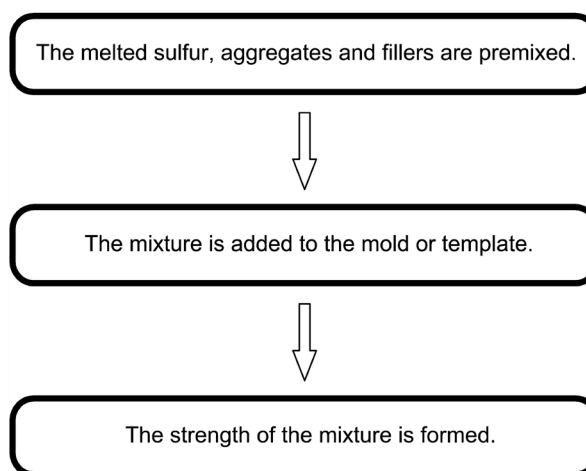 The melted sulfur, aggregates and fillers are premixed.
The mixture is added to the mold or template.
The strength of the mixture is formed.